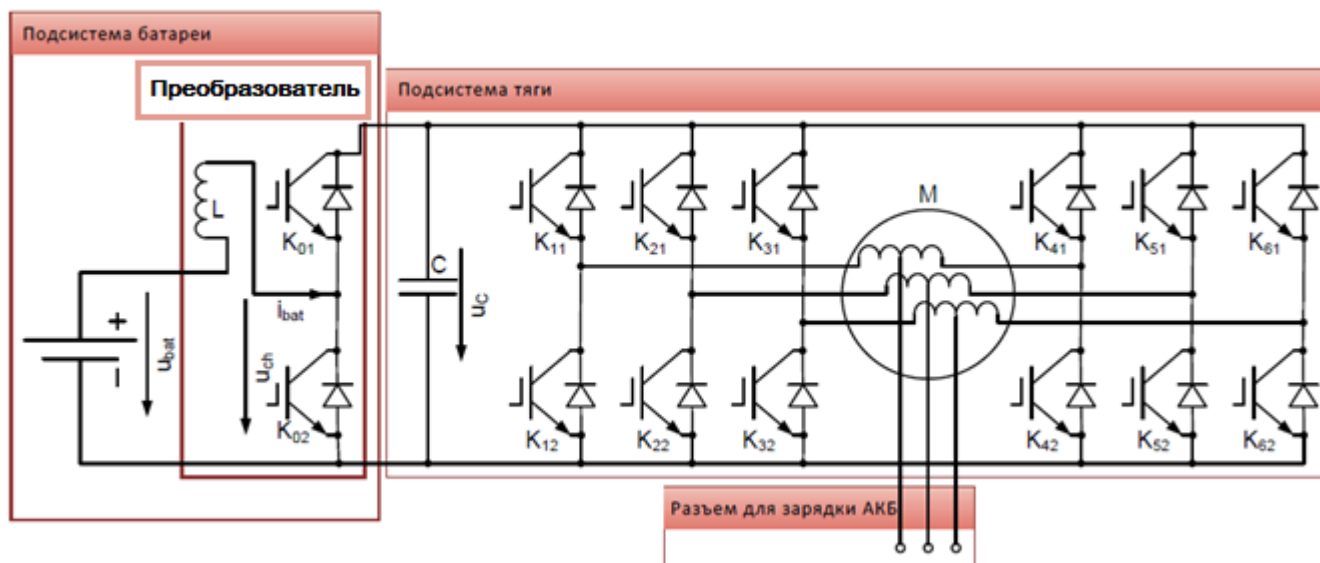 Подсистема батареи
Преобразователь
Подсистема тяги
L
K01
K11
K21
K31
M
K41
K51
K61
C
uC
ibat
+
ubat
uch
K02
K12
K22
K32
K42
K52
K62
Разъем для зарядки АКБ